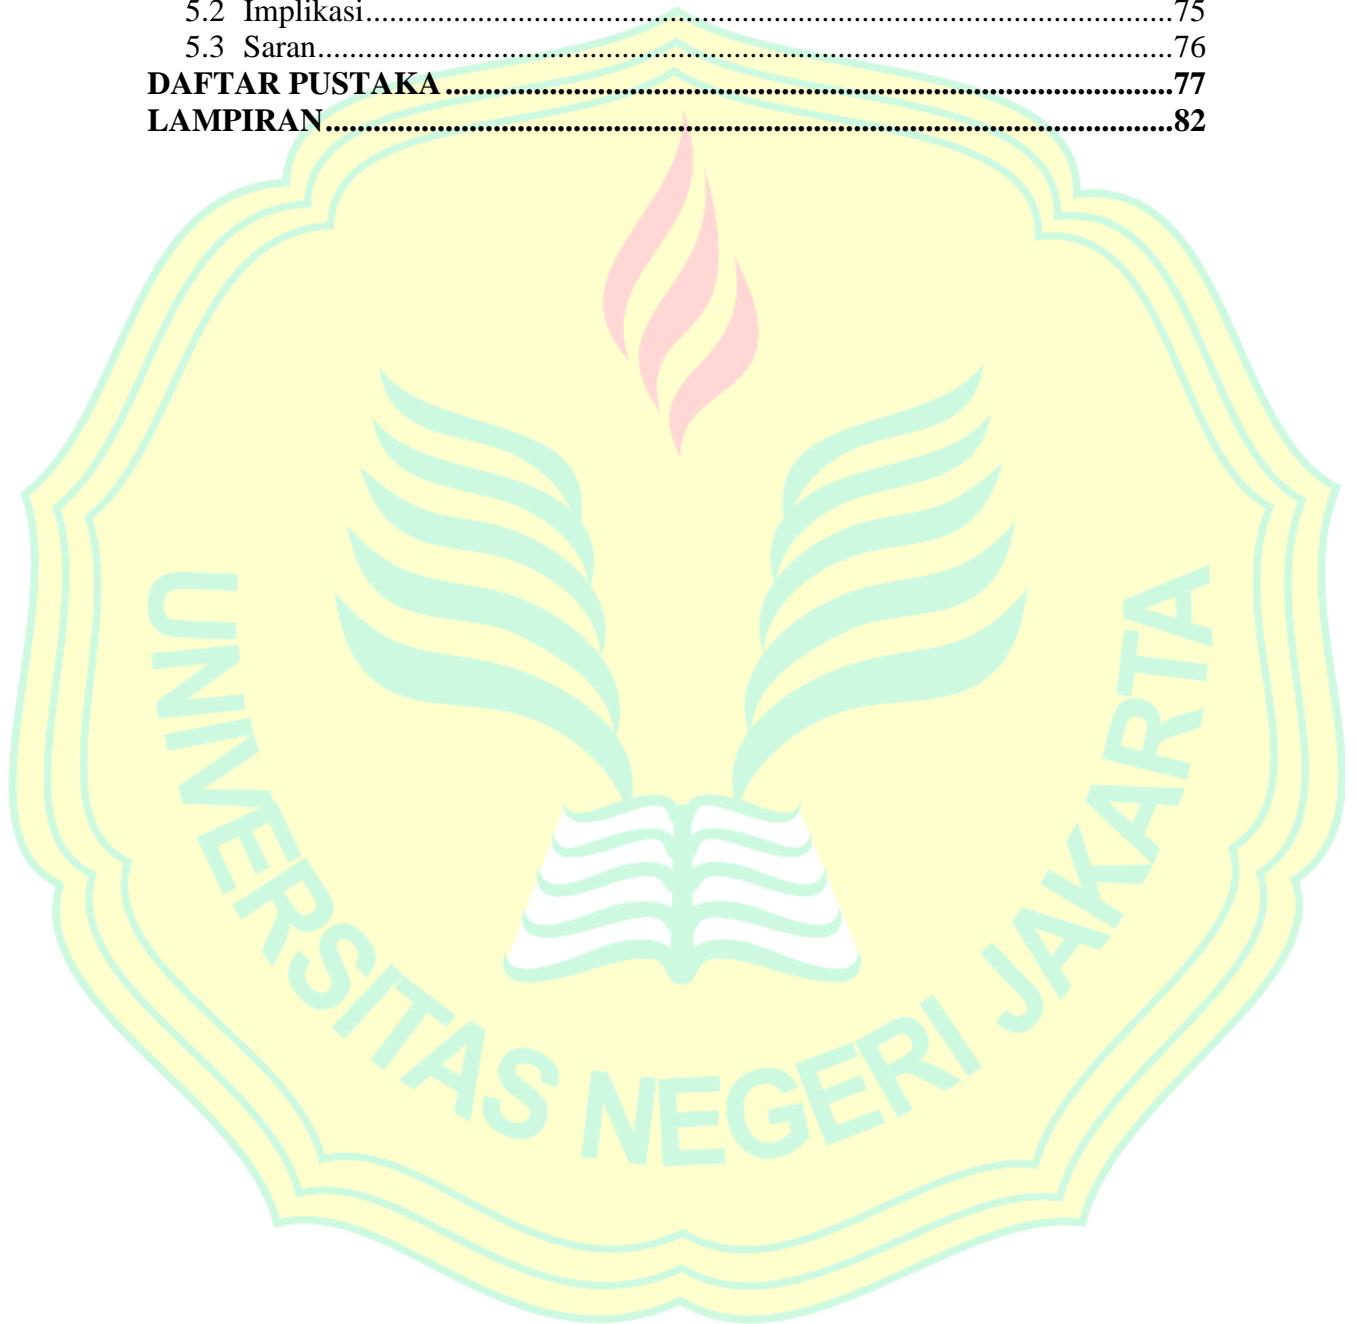 5.2 Implikasi.....................................................................................................75
5.3 Saran...........................................................................................................76
DAFTAR PUSTAKA ...........................................................................................77
LAMPIRAN..........................................................................................................82
UNIVERSITAS NEGERI JAKARTA